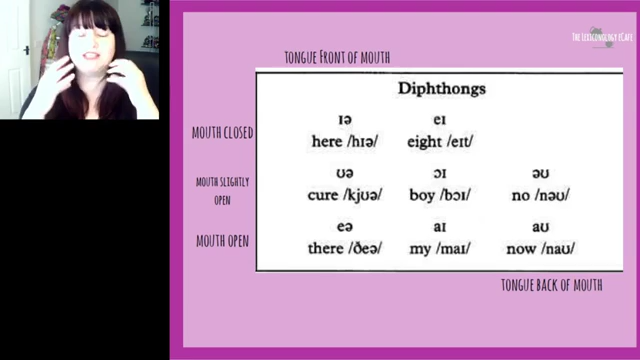 The Lexiconology Cafe
TONGUE FRONT OF MOUTH
Diphthongs
ɪə eɪ
MOUTH CLOSED
here /hɪə/ eight /eɪt/
ʊə ɔɪ əʊ
MOUTH SLIGHTLY
OPEN
cure /kjʊə/ boy /bɔɪ/ no /nəʊ/
eə aɪ aʊ
MOUTH OPEN
there /ðeə/ my /maɪ/ now /naʊ/
TONGUE BACK OF MOUTH